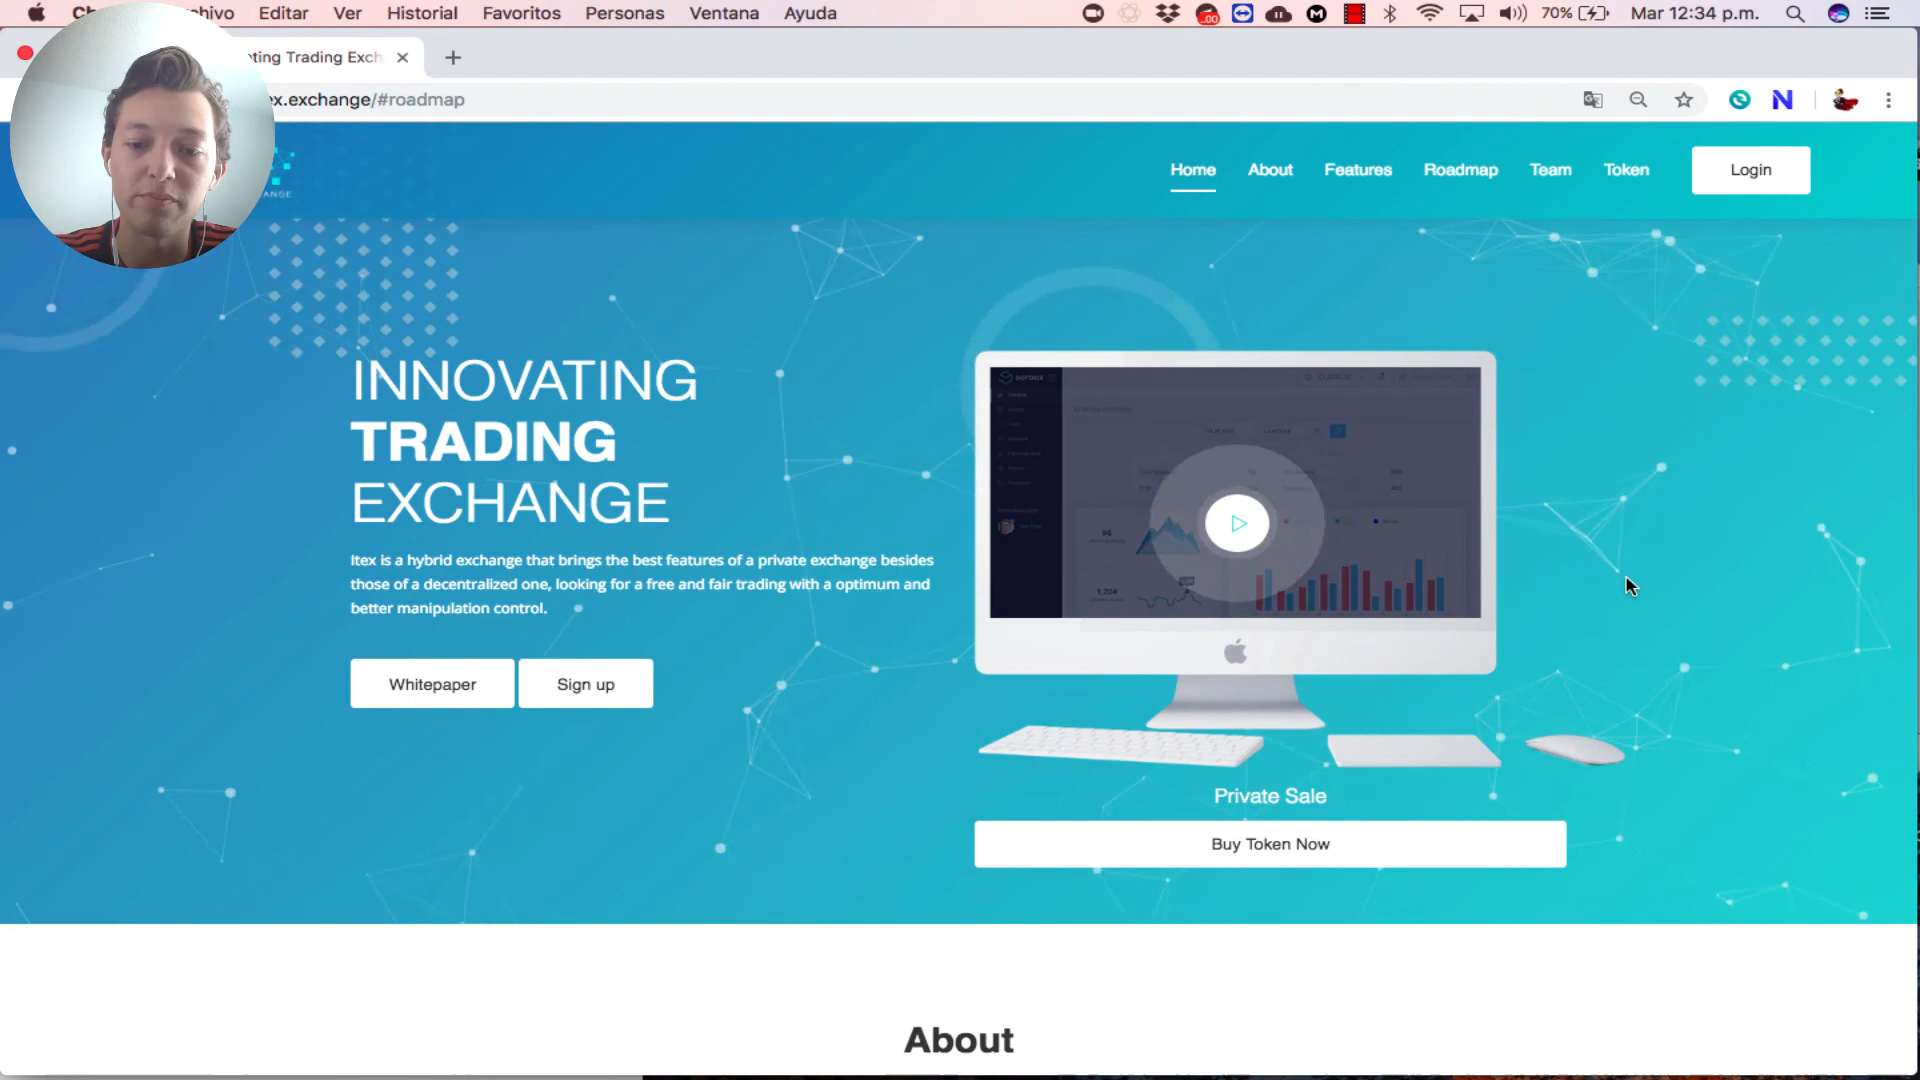 Editar Ver Historial Favoritos Personas Ventana Ayuda
.00
70%
Mar 12:34 p.m.
Trading Exch
.exchange/#roadmap
Home
About
Features
Roadmap
Team
Token
Login
INNOVATING
TRADING
EXCHANGE
Itex is a hybrid exchange that brings the best features of a private exchange besides
those of a decentralized one, looking for a free and fair trading with a optimum and
better manipulation control.
Whitepaper
Sign up
1,204
Private Sale
Buy Token Now
About